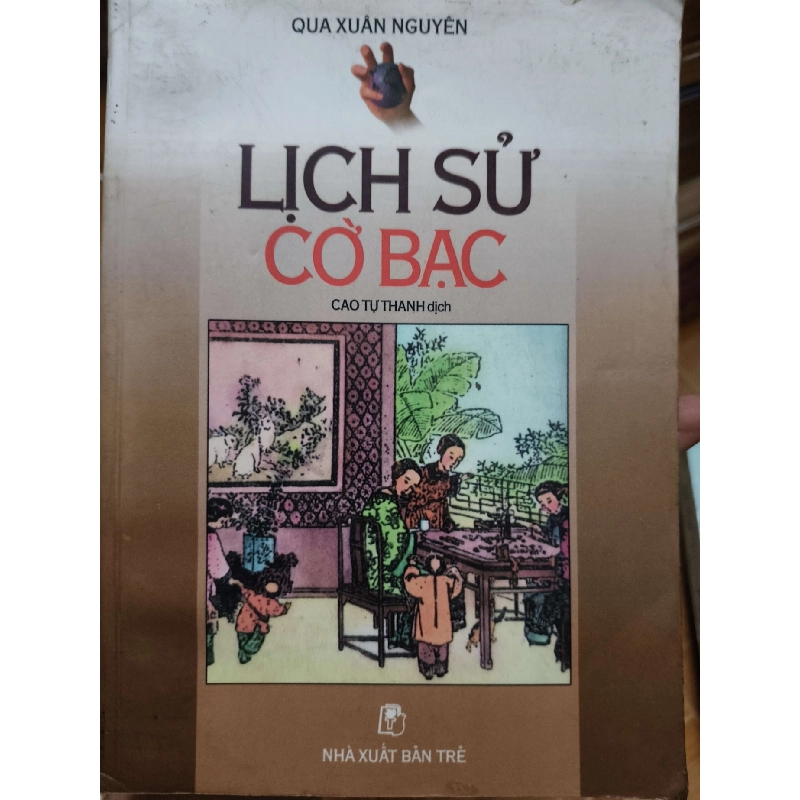 QUA XUÂN NGUYÊN
LỊCH SỬ
CỜ BẠC
CAO TỰ THANH dịch
NHÀ XUẤT BẢN TRẺ